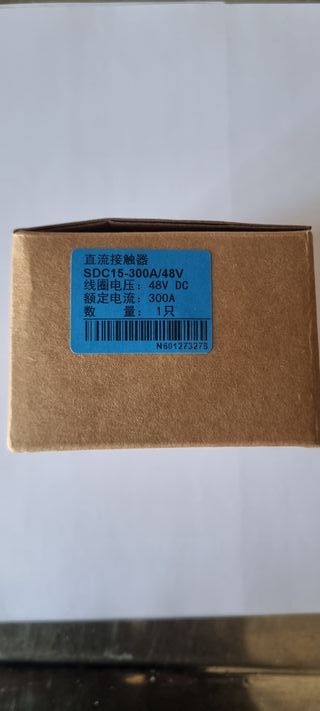 直流接触器
SDC15-300A/48V
线圈电压：48V DC
额定电流：300A
数 量：1只
N601273275